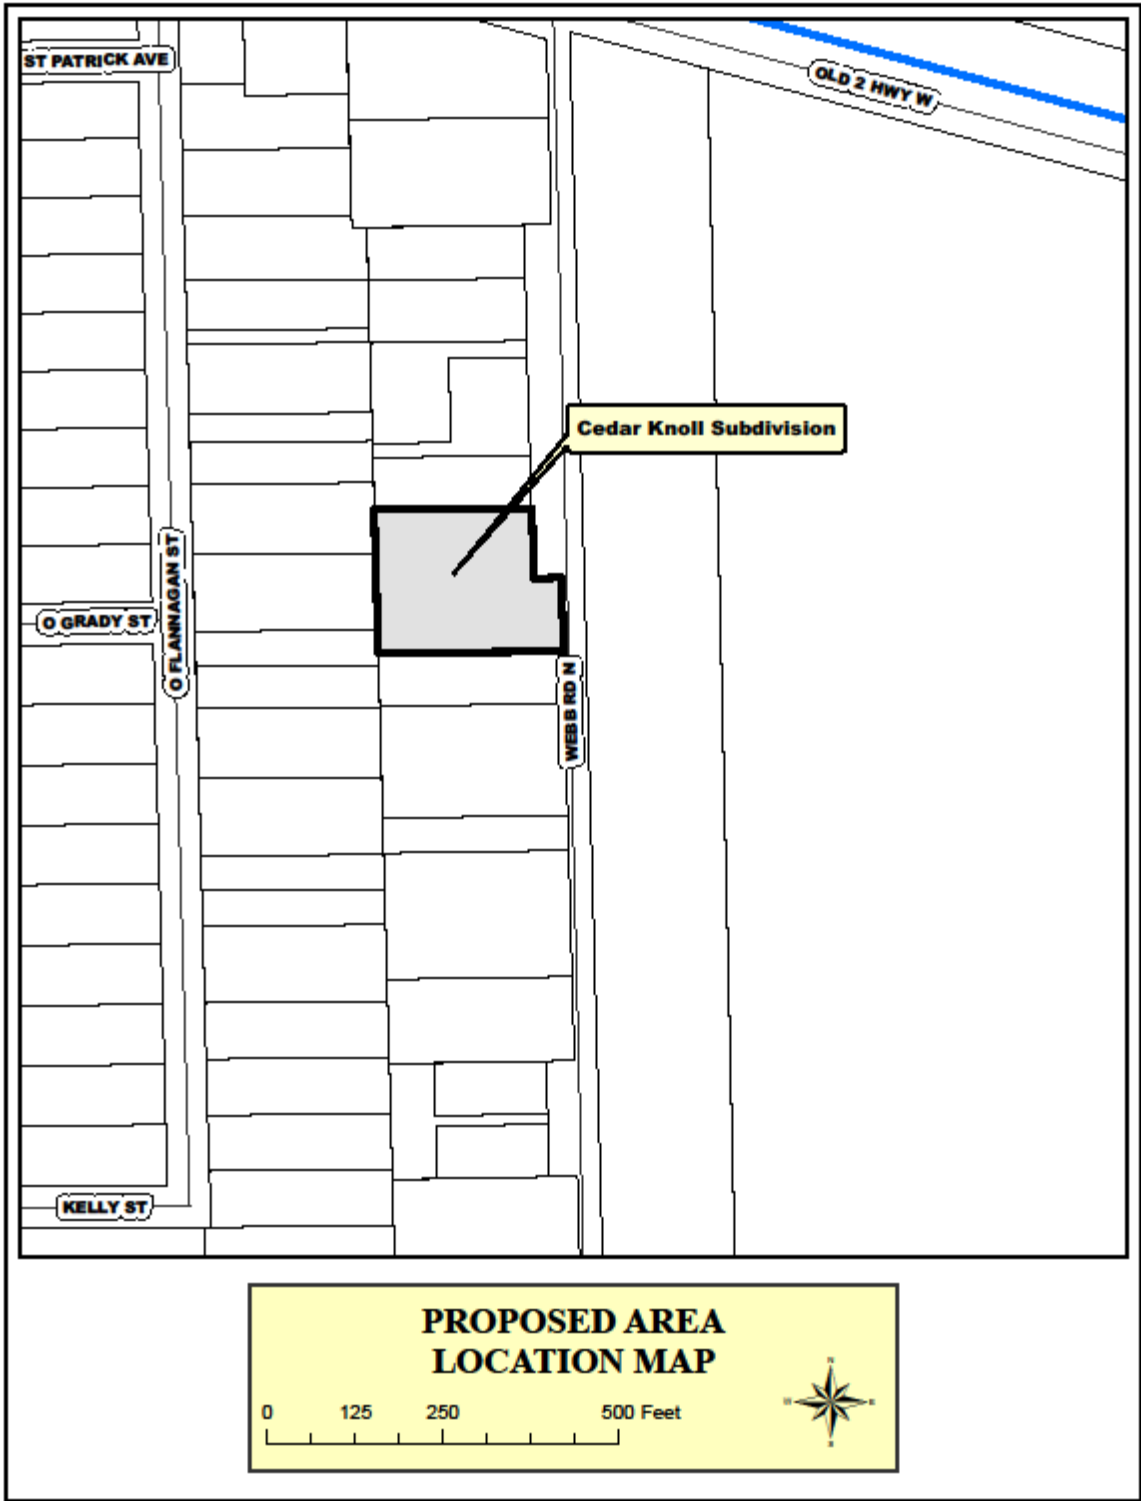 ST PATRICK AVE
OLD 2 HWY W
Cedar Knoll Subdivision
O FLANNAGAN ST
O GRADY ST
WEBB RD N
KELLY ST
PROPOSED AREA
LOCATION MAP
0 125 250 500 Feet
N
W E
S